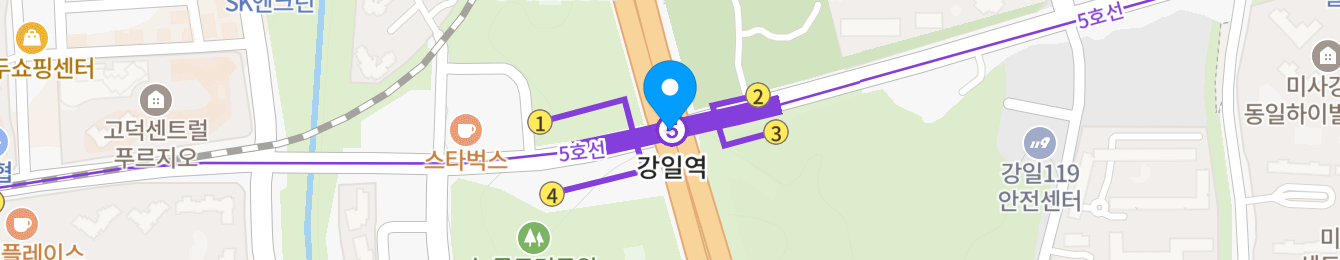 SK엔크린
5호선
두쇼핑센터
2
미사강
동일하이빌
고덕센트럴
푸르지오
1
5
3
스타벅스
5호선
강일역
강일119
안전센터
협
4
플레이스
미